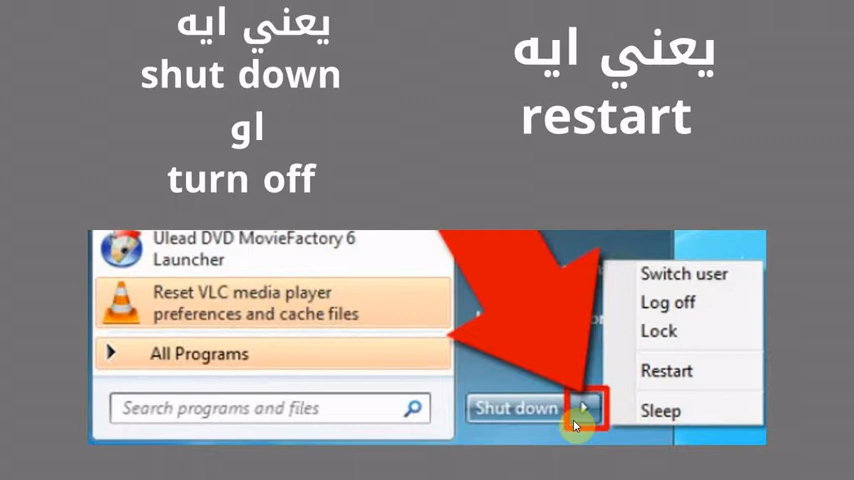 يعني ايه
shut down
او
turn off
يعني ايه
restart
Ulead DVD MovieFactory 6
Launcher
Reset VLC media player
preferences and cache files
All Programs
Search programs and files
Shut down
Switch user
Log off
Lock
Restart
Sleep